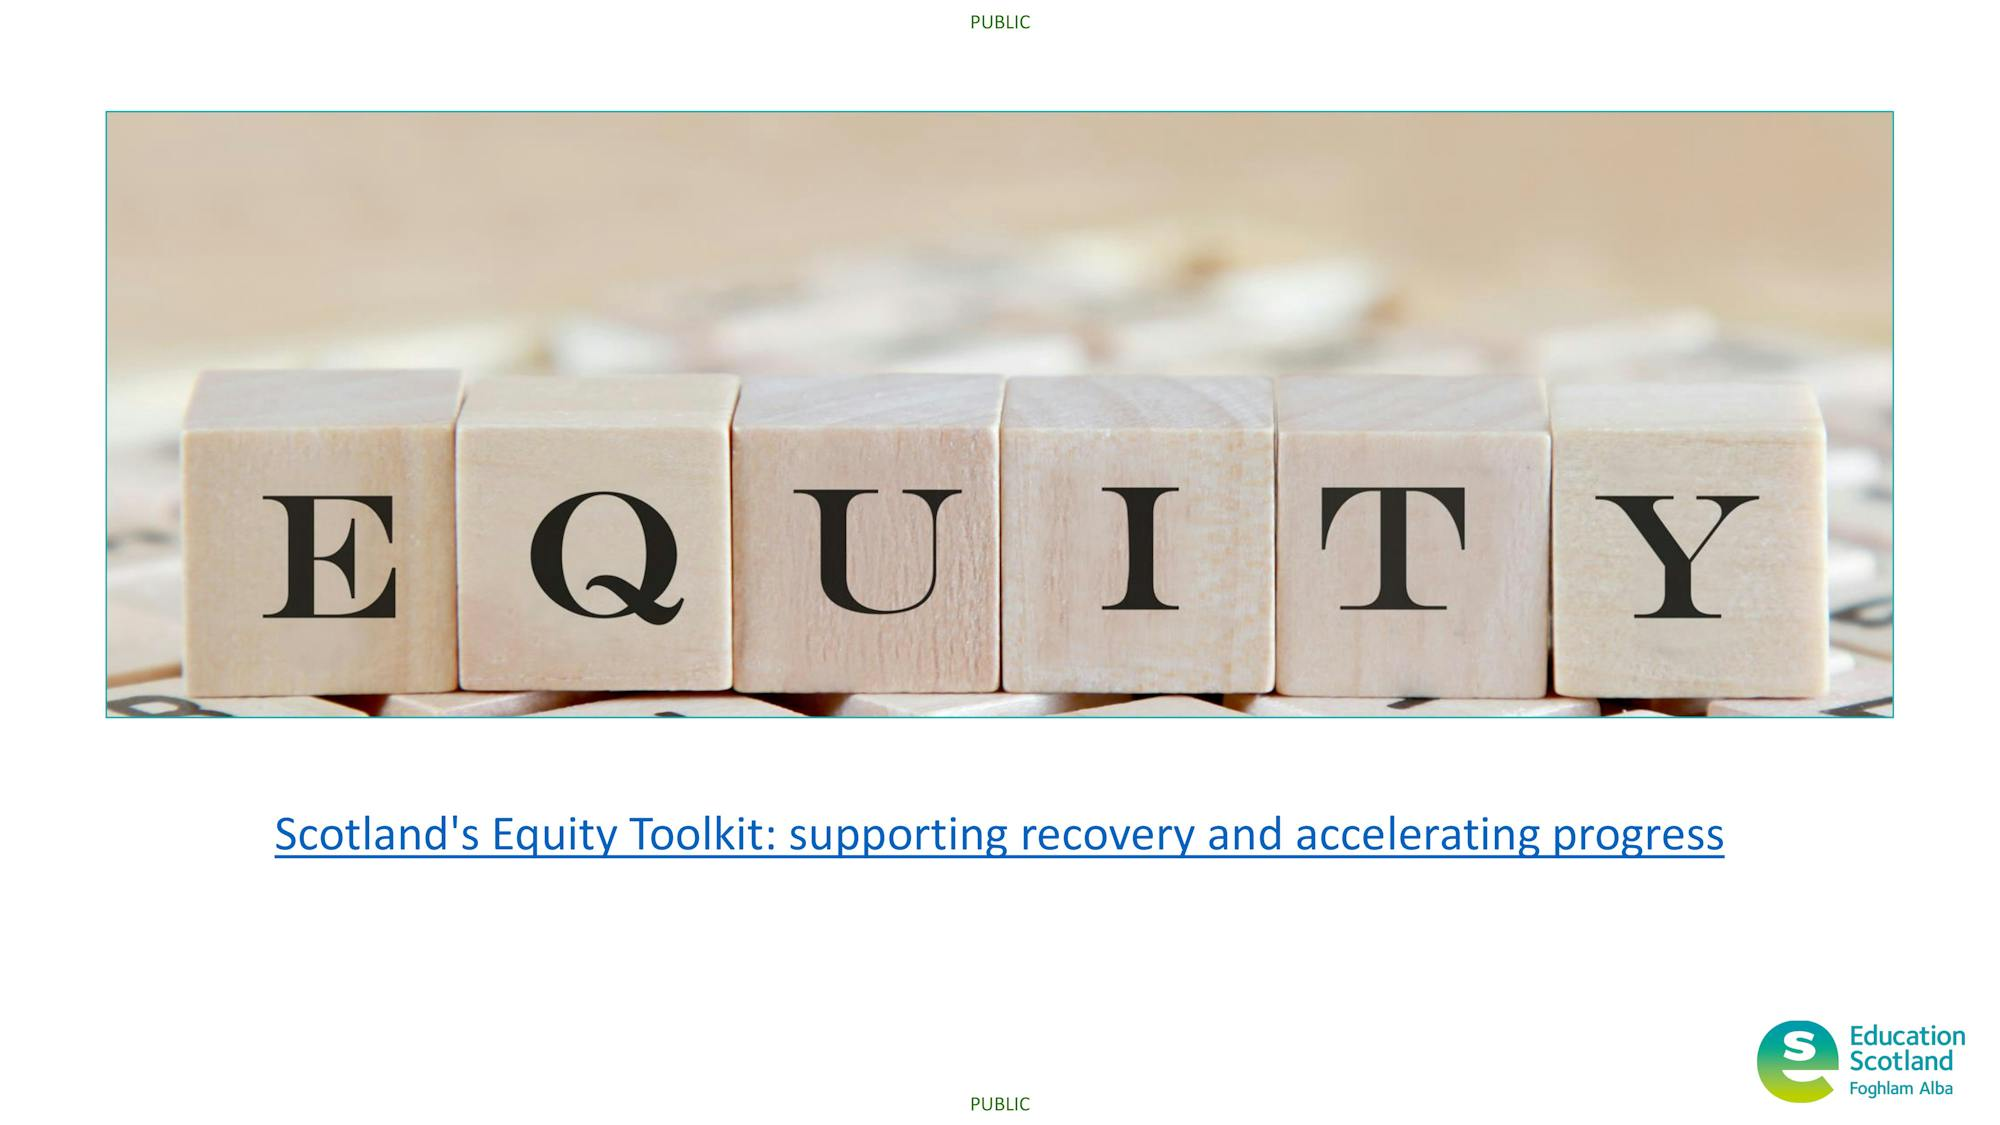 PUBLIC
EQUITY
Scotland's Equity Toolkit: supporting recovery and accelerating progress
Education
Scotland
Foghlam Alba
PUBLIC